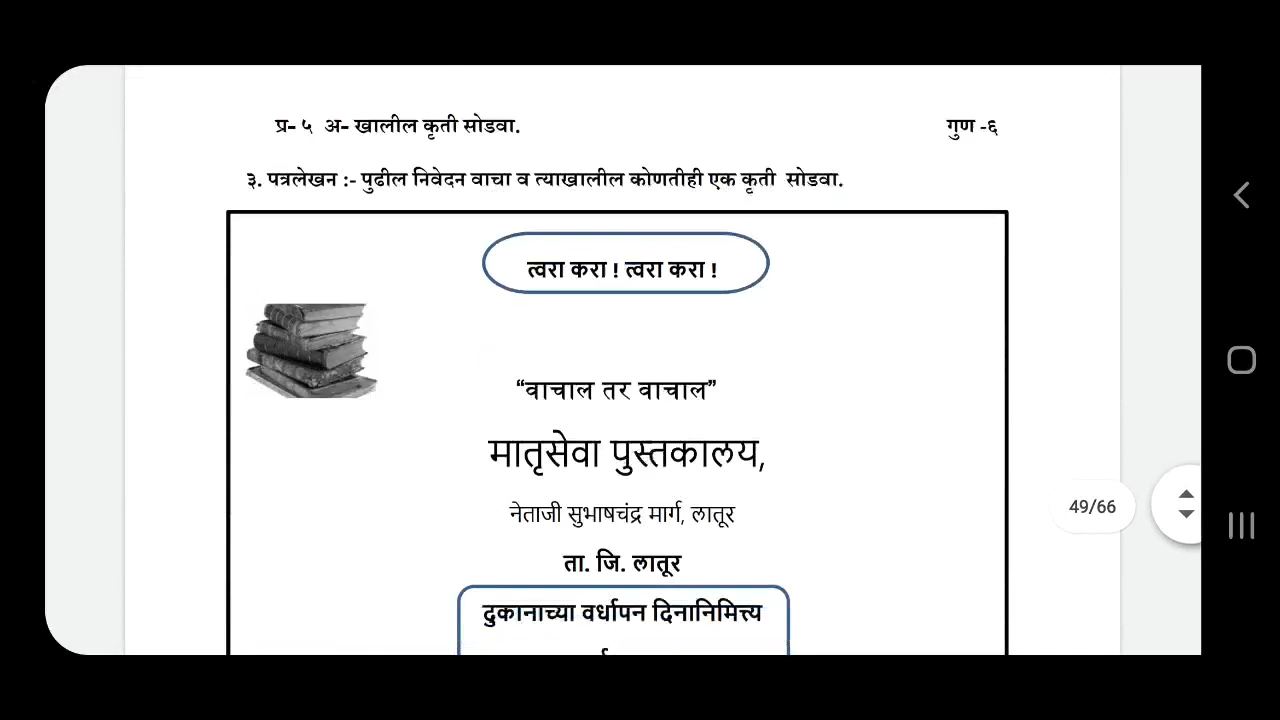 प्र- ५ अ- खालील कृती सोडवा. गुण -६
३. पत्रलेखन :- पुढील निवेदन वाचा व त्याखालील कोणतीही एक कृती सोडवा.
त्वरा करा ! त्वरा करा !
“वाचाल तर वाचाल”
मातृसेवा पुस्तकालय,
नेताजी सुभाषचंद्र मार्ग, लातूर
49/66
ता. जि. लातूर
दुकानाच्या वर्धापन दिनानिमित्त्य